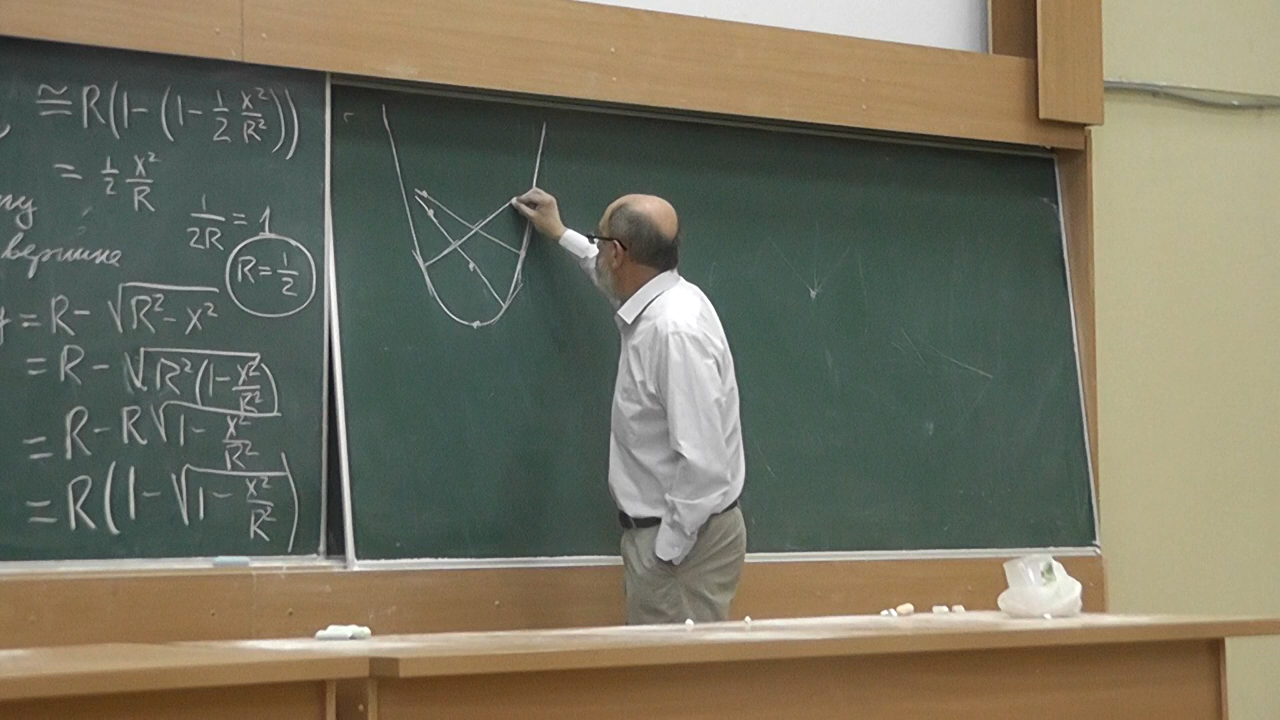 ≅ R(1 - (1 - 1/2 x²/R²))
= 1/2 x²/R
1/2R = 1
вершине
R = 1/2
y = R - √(R² - x²)
= R - √(R²(1 - x²/R²))
= R - R√(1 - x²/R²)
= R(1 - √(1 - x²/R²))